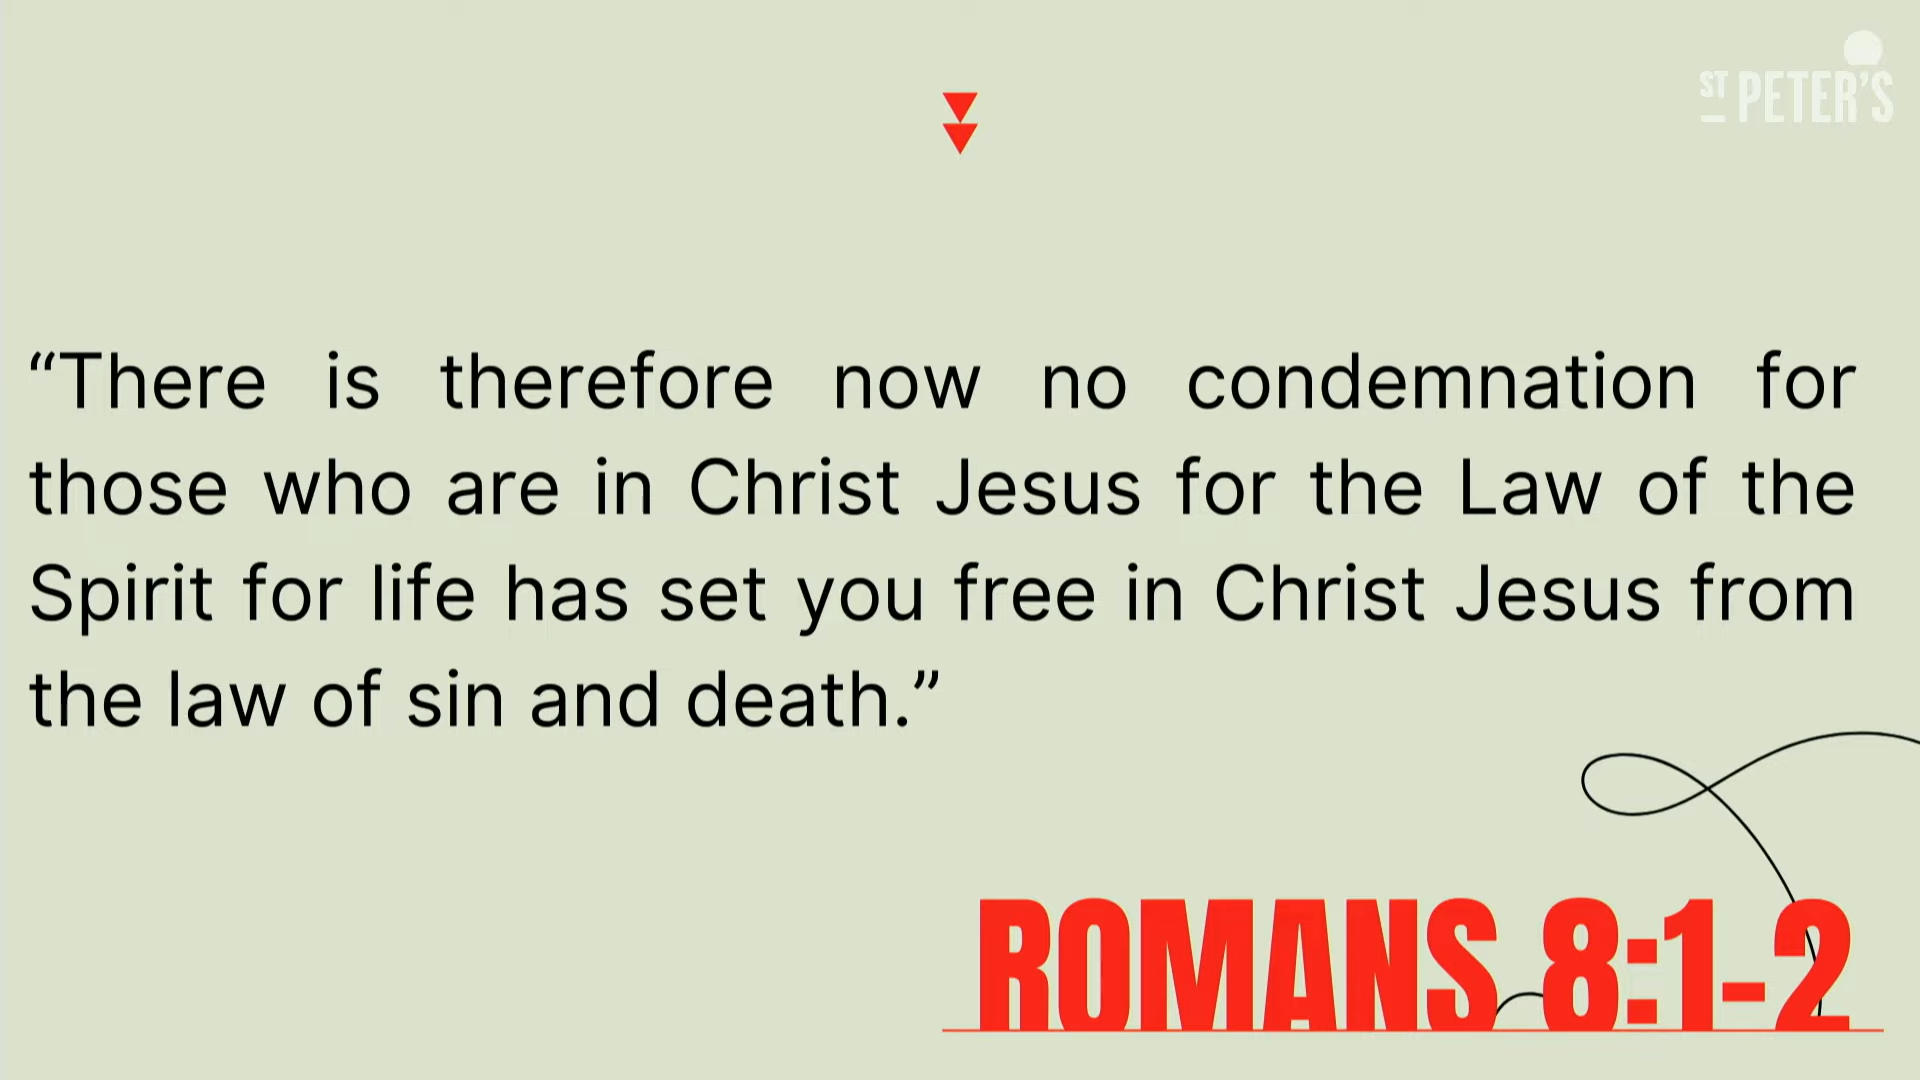 ST PETER'S
“There is therefore now no condemnation for
those who are in Christ Jesus for the Law of the
Spirit for life has set you free in Christ Jesus from
the law of sin and death.”
ROMANS 8:1-2